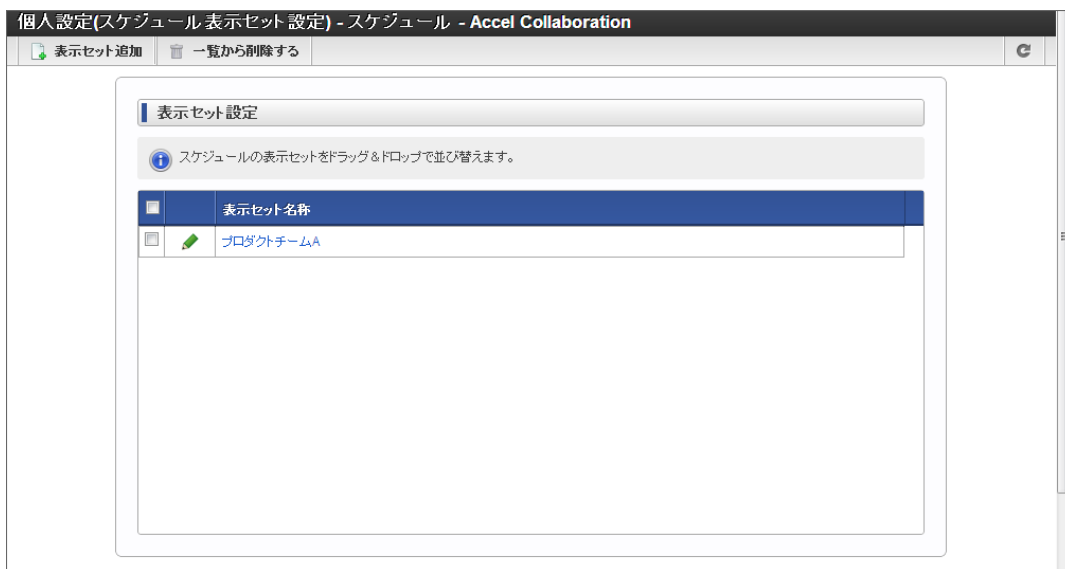 個人設定(スケジュール表示セット設定) - スケジュール - Accel Collaboration
表示セット追加 一覧から削除する
表示セット設定
スケジュールの表示セットをドラッグ&ドロップで並び替えます。
表示セット名称
プロダクトチームA